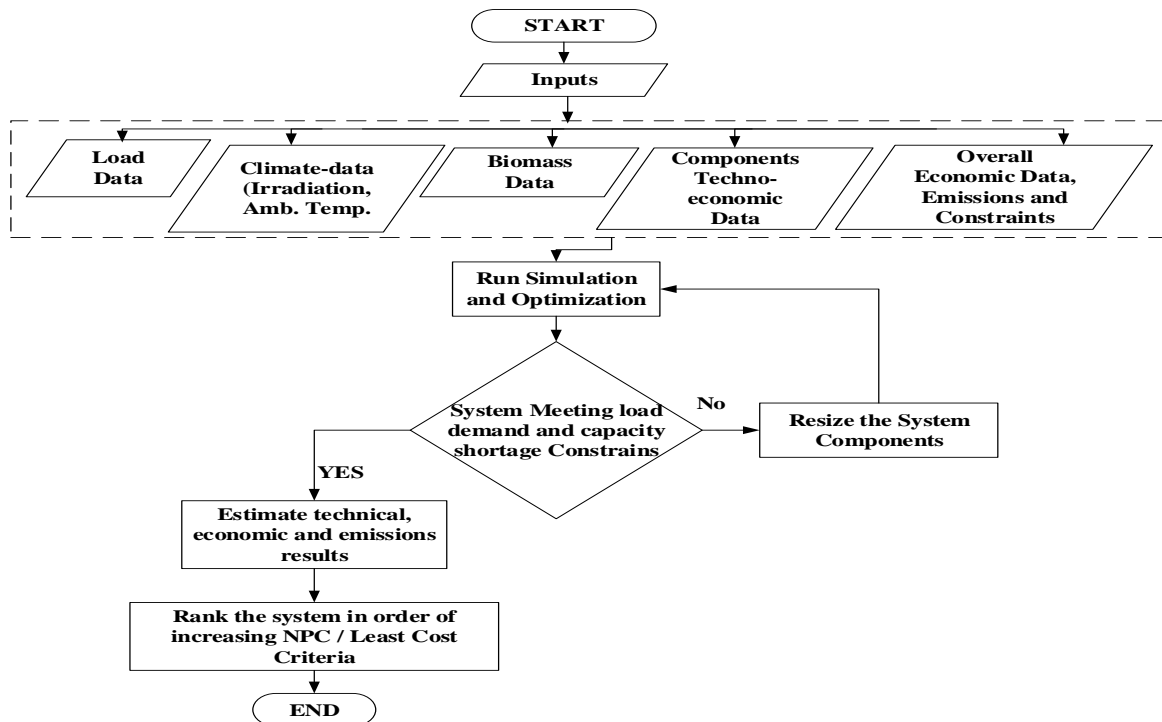 START
Inputs
Load
Data
Climate-data
(Irradiation,
Amb. Temp.
Biomass
Data
Components
Techno-
economic
Data
Overall
Economic Data,
Emissions and
Constraints
Run Simulation
and Optimization
System Meeting load
demand and capacity
shortage Constrains
No
Resize the System
Components
YES
Estimate technical,
economic and emissions
results
Rank the system in order of
increasing NPC / Least Cost
Criteria
END